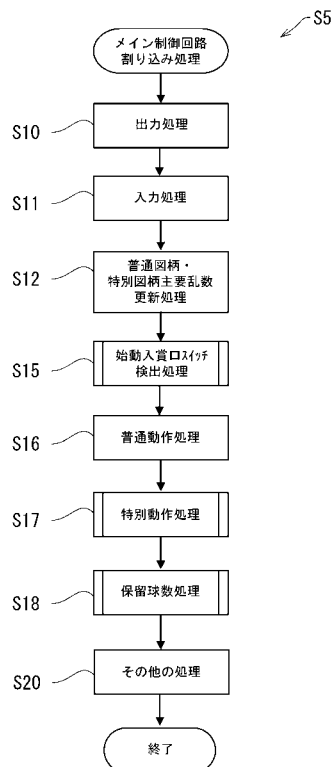 S5
メイン制御回路
割り込み処理
S10
出力処理
S11
入力処理
S12
普通図柄・
特別図柄主要乱数
更新処理
S15
始動入賞口ｽｲｯﾁ
検出処理
S16
普通動作処理
S17
特別動作処理
S18
保留球数処理
S20
その他の処理
終了